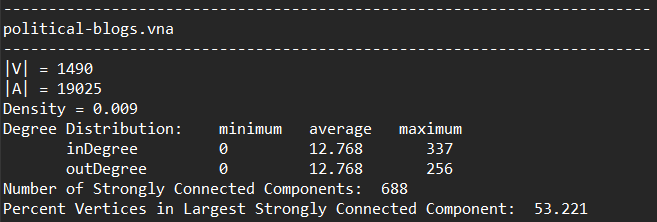 --------------------------------------------------------------------
political-blogs.vna
--------------------------------------------------------------------
|V| = 1490
|A| = 19025
Density = 0.009
Degree Distribution:    minimum   average   maximum
       inDegree         0         12.768       337
       outDegree        0         12.768       256
Number of Strongly Connected Components:  688
Percent Vertices in Largest Strongly Connected Component:  53.221